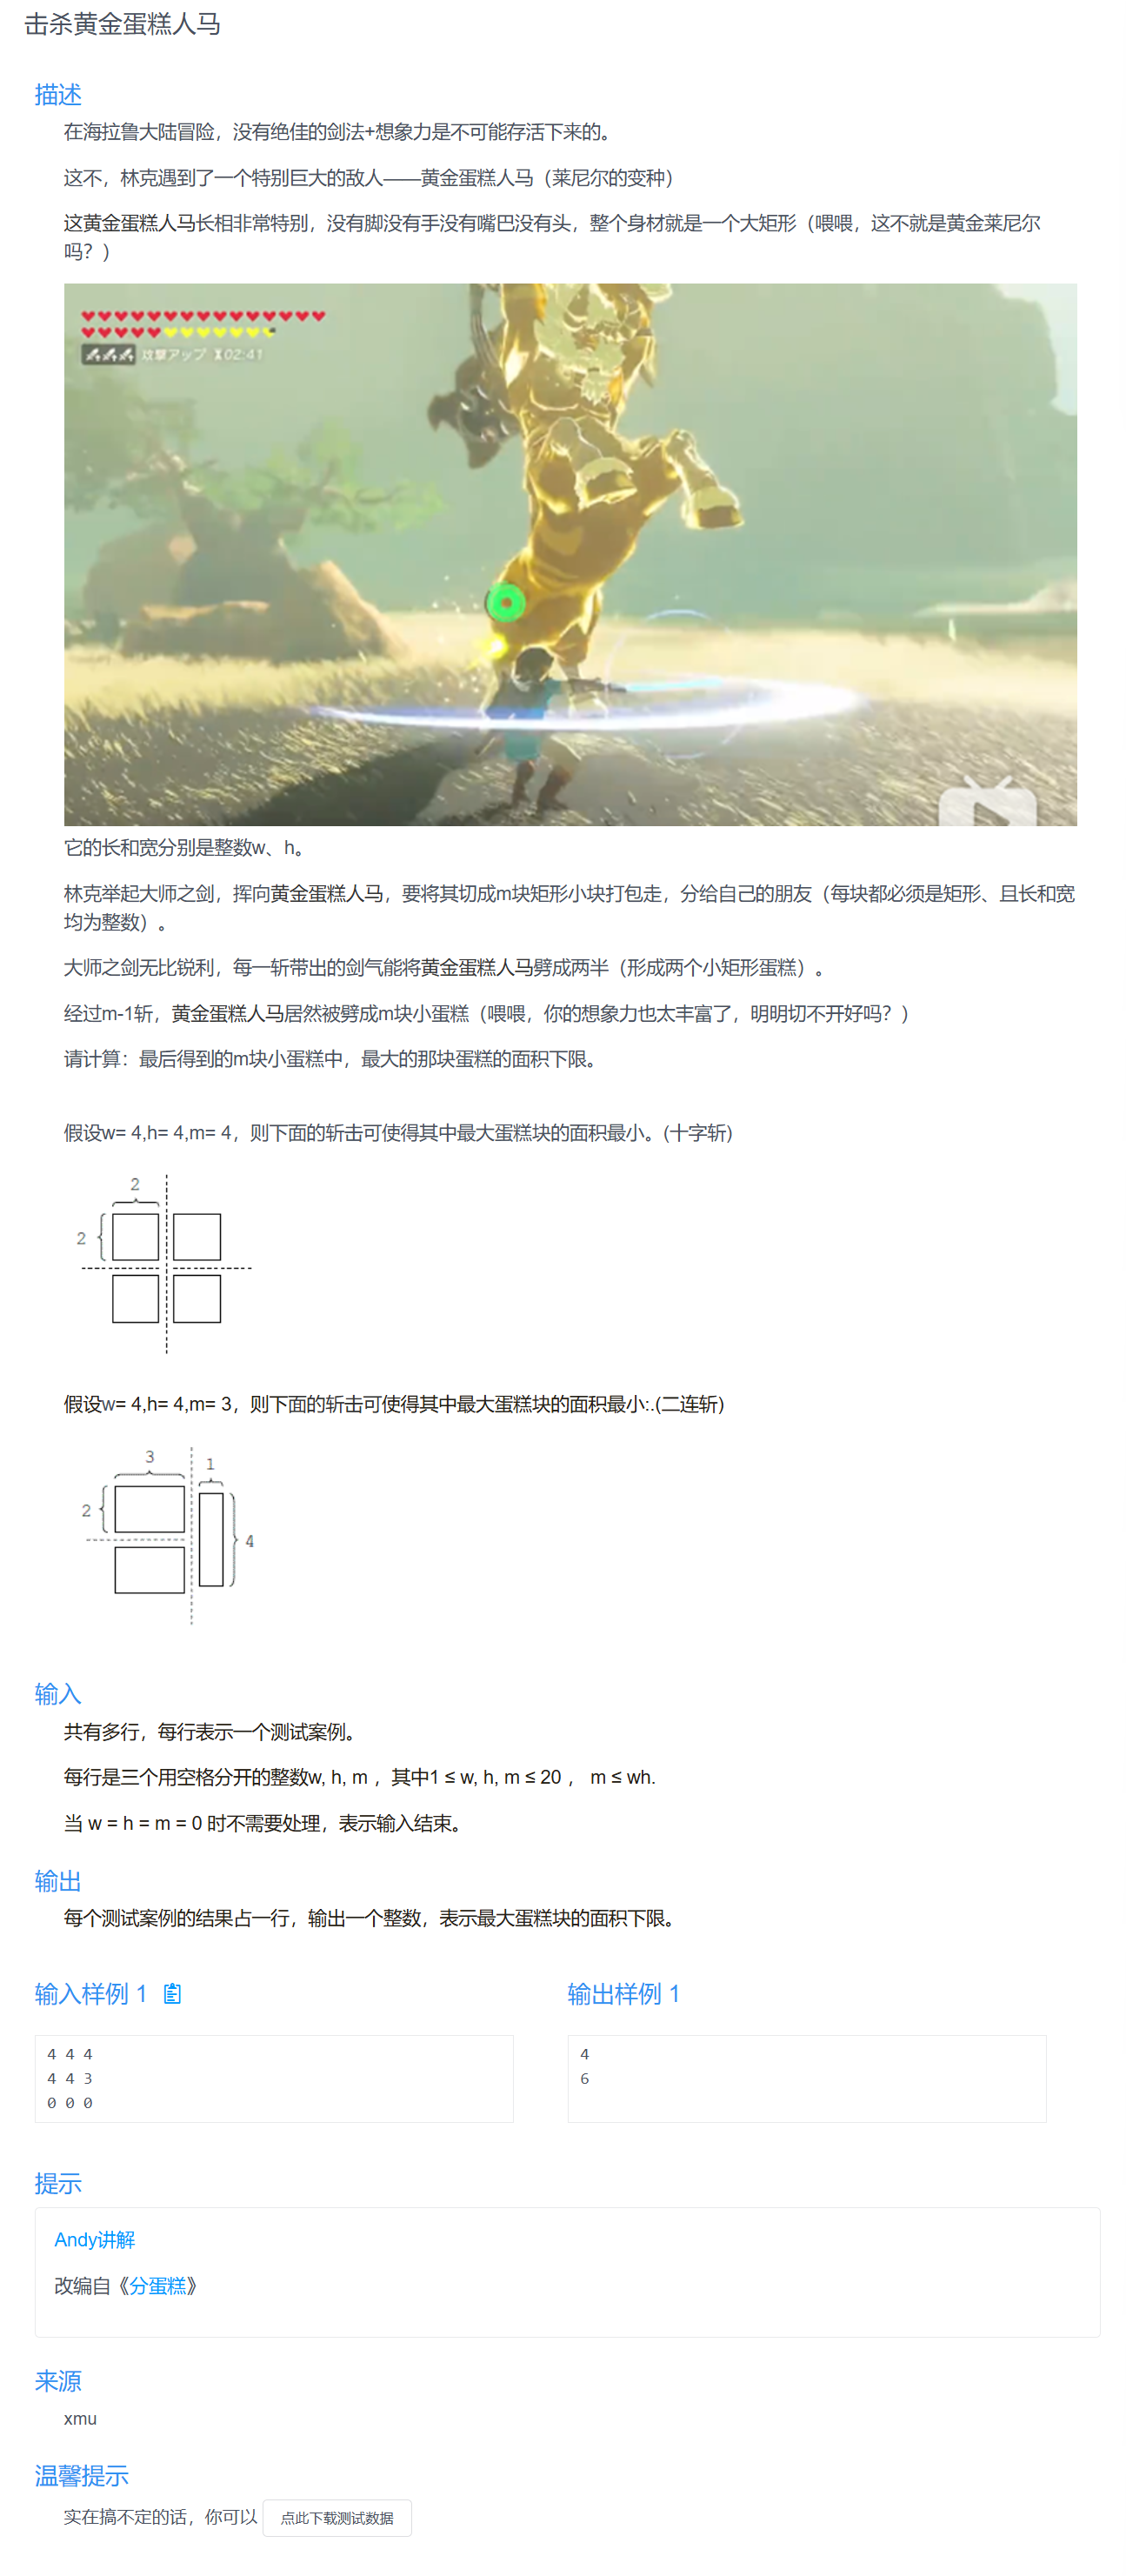 击杀黄金蛋糕人马
描述
在海拉鲁大陆冒险，没有绝佳的剑法+想象力是不可能存活下来的。
这不，林克遇到了一个特别巨大的敌人——黄金蛋糕人马（莱尼尔的变种）
这黄金蛋糕人马长相非常特别，没有脚没有手没有嘴巴没有头，整个身材就是一个大矩形（喂喂，这不就是黄金莱尼尔
吗？）
攻撃アップ 02:41
它的长和宽分别是整数w、h。
林克举起大师之剑，挥向黄金蛋糕人马，要将其切成m块矩形小块打包走，分给自己的朋友（每块都必须是矩形、且长和宽
均为整数）。
大师之剑无比锐利，每一斩带出的剑气能将黄金蛋糕人马劈成两半（形成两个小矩形蛋糕）。
经过m-1斩，黄金蛋糕人马居然被劈成m块小蛋糕（喂喂，你的想象力也太丰富了，明明切不开好吗？）
请计算：最后得到的m块小蛋糕中，最大的那块蛋糕的面积下限。
假设w= 4,h= 4,m= 4，则下面的斩击可使得其中最大蛋糕块的面积最小。(十字斩)
2
2
假设w= 4,h= 4,m= 3，则下面的斩击可使得其中最大蛋糕块的面积最小:.(二连斩)
3 1
2 4
输入
共有多行，每行表示一个测试案例。
每行是三个用空格分开的整数w, h, m ，其中1 ≤ w, h, m ≤ 20 ， m ≤ wh.
当 w = h = m = 0 时不需要处理，表示输入结束。
输出
每个测试案例的结果占一行，输出一个整数，表示最大蛋糕块的面积下限。
输入样例 1
4 4 4
4 4 3
0 0 0
输出样例 1
4
6
提示
Andy讲解
改编自《分蛋糕》
来源
xmu
温馨提示
实在搞不定的话，你可以 点此下载测试数据